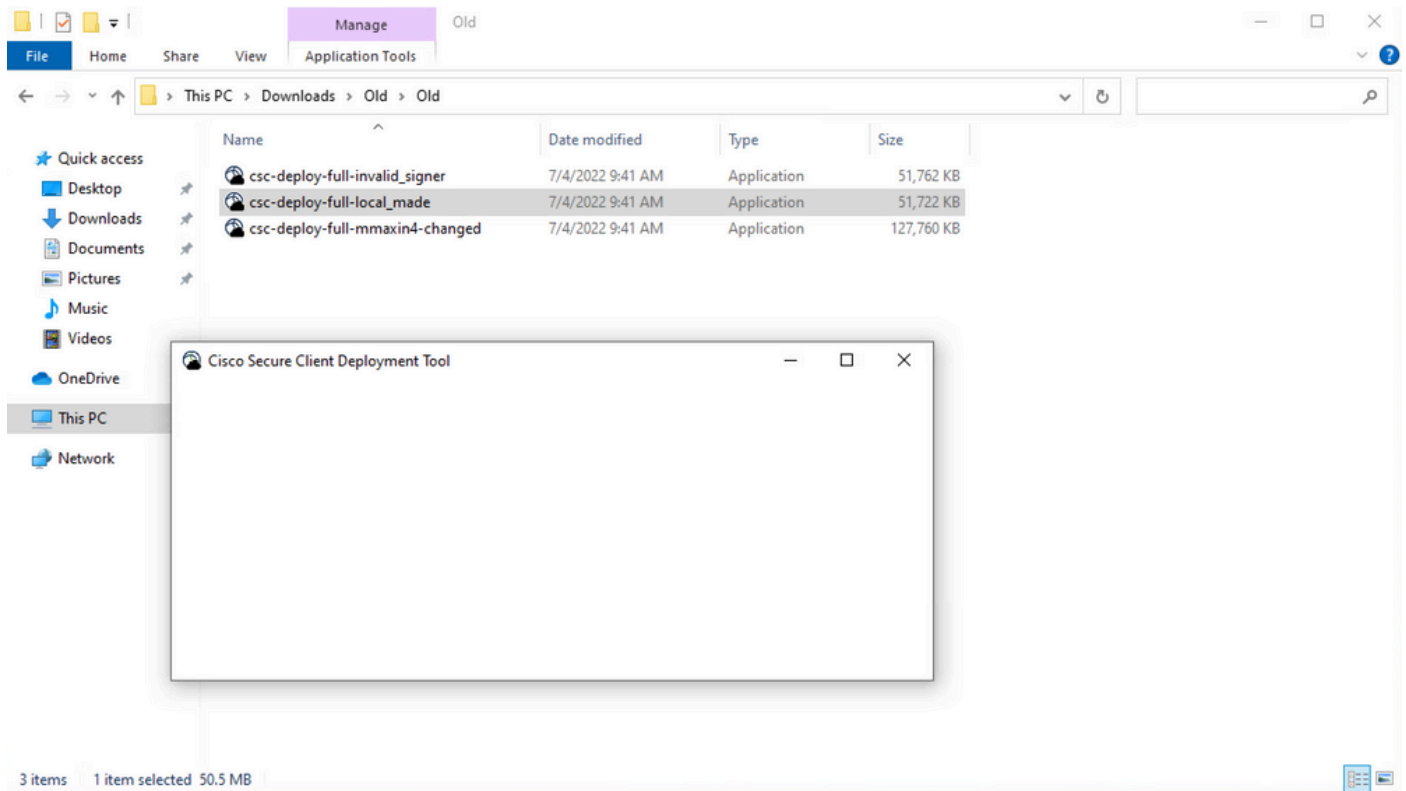 Manage Old
File Home Share View Application Tools
This PC > Downloads > Old > Old
Name Date modified Type Size
Quick access
Desktop
Downloads
Documents
Pictures
Music
Videos
OneDrive
This PC
Network
csc-deploy-full-invalid_signer 7/4/2022 9:41 AM Application 51,762 KB
csc-deploy-full-local_made 7/4/2022 9:41 AM Application 51,722 KB
csc-deploy-full-mmaxin4-changed 7/4/2022 9:41 AM Application 127,760 KB
Cisco Secure Client Deployment Tool
3 items 1 item selected 50.5 MB